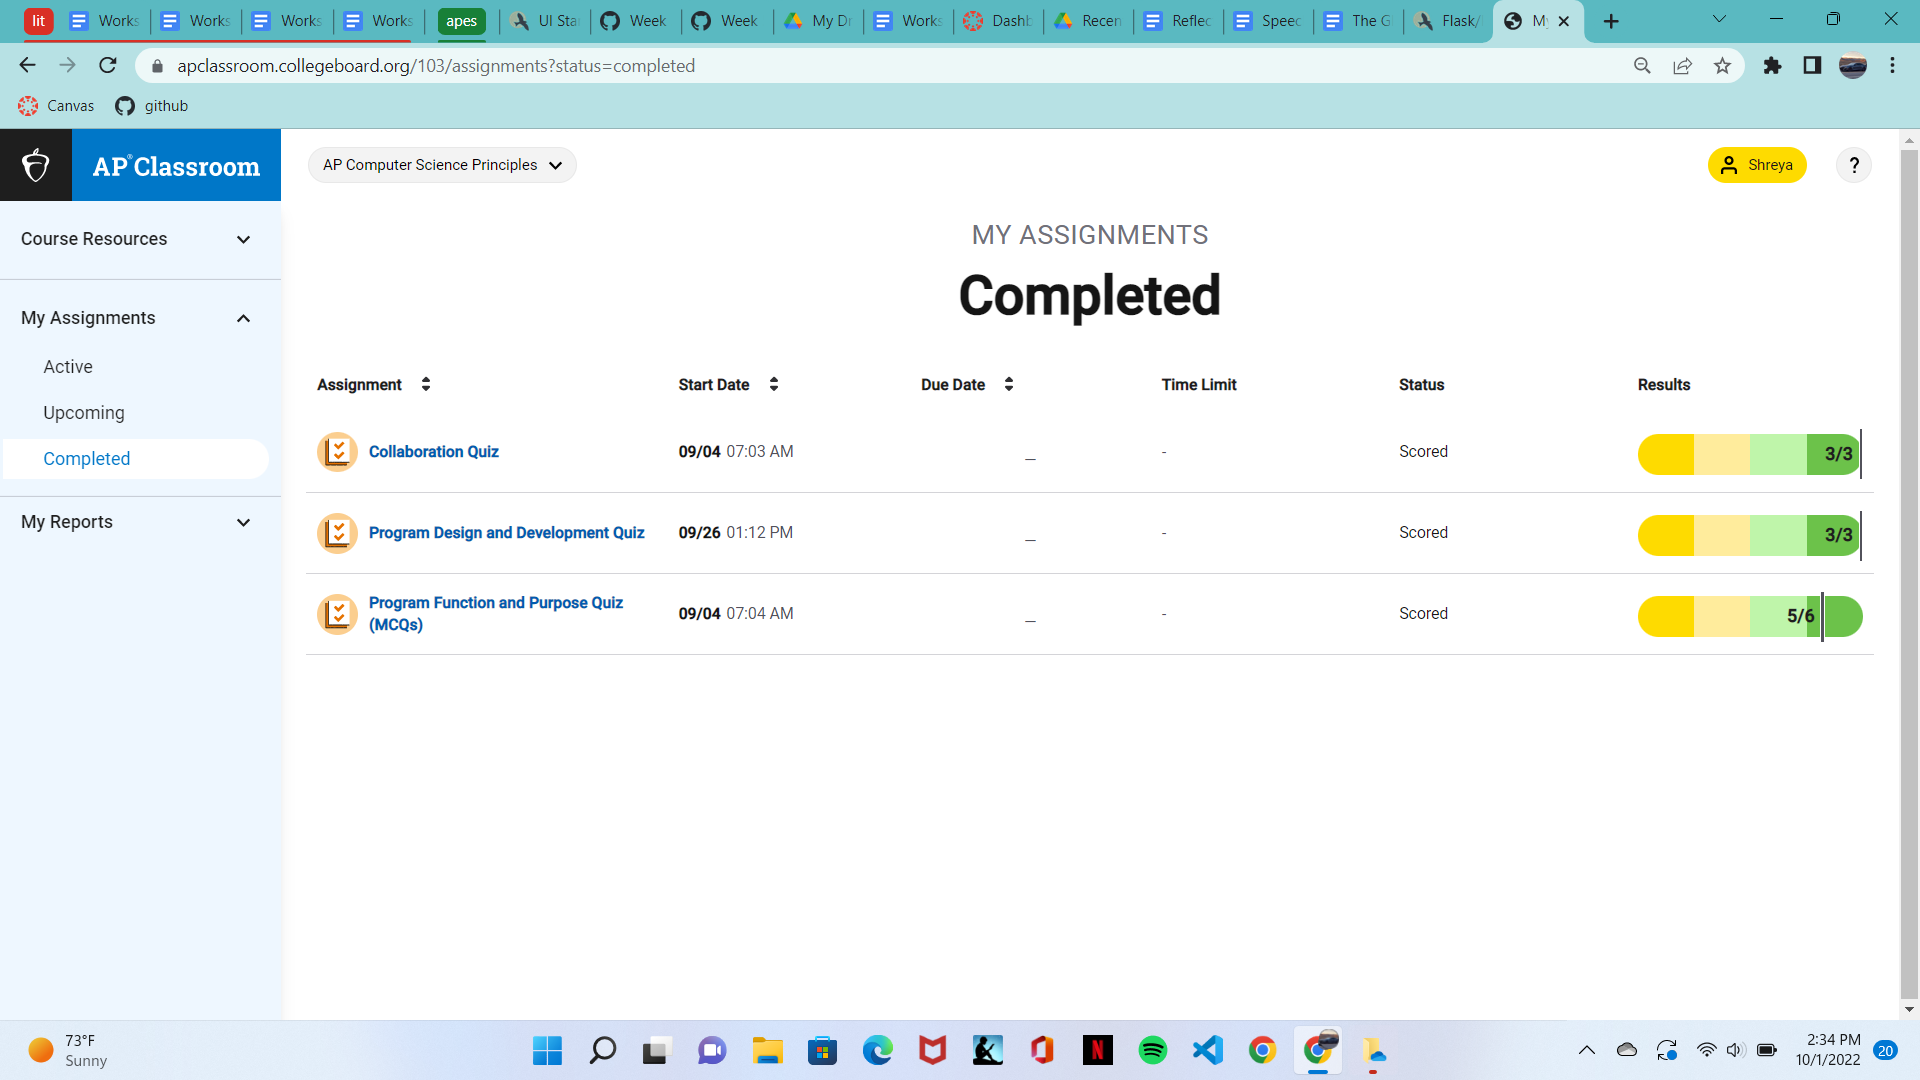 lit
Works
Works
Works
Works
apes
UI Sta
Week
Week
My Dr
Works
Dashb
Recen
Reflec
Speec
The G
Flask/
My
apclassroom.collegeboard.org/103/assignments?status=completed
Canvas
github
AP® Classroom
AP Computer Science Principles
Shreya
?
Course Resources
My Assignments
Active
Upcoming
Completed
My Reports
MY ASSIGNMENTS
Completed
Assignment Start Date Due Date Time Limit Status Results
Collaboration Quiz 09/04 07:03 AM _ - Scored 3/3
Program Design and Development Quiz 09/26 01:12 PM _ - Scored 3/3
Program Function and Purpose Quiz
(MCQs) 09/04 07:04 AM _ - Scored 5/6
73°F
Sunny
N
2:34 PM
10/1/2022
20